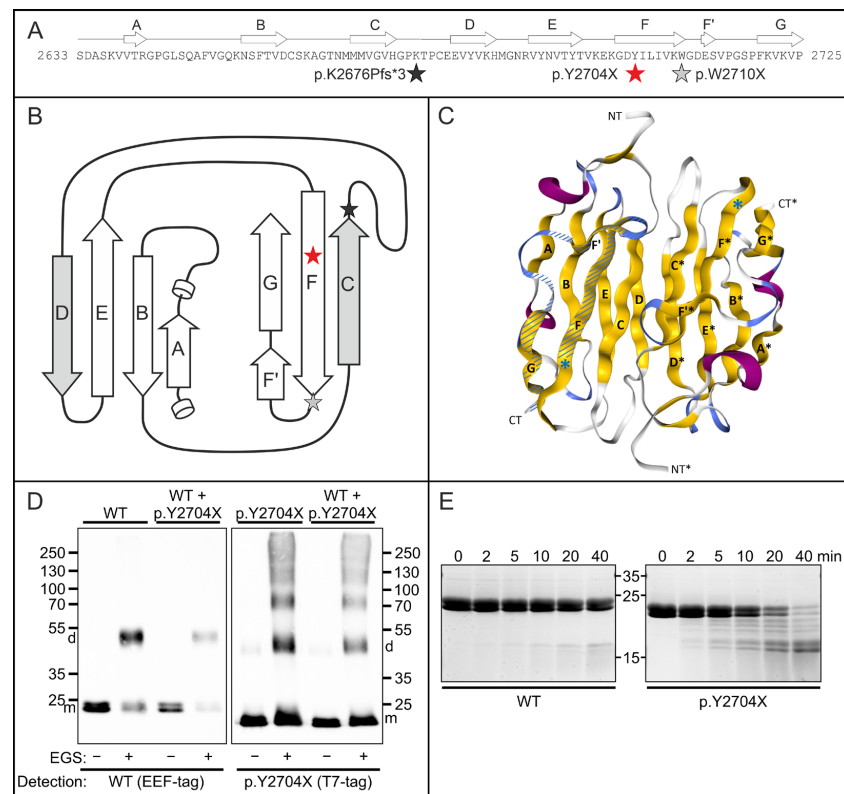 A
A B C D E F F' G
2633 SDASKVVTRGPGLSQAFVGQKNSFTVDCSKAGTNMMMVGVHGPKTPCEEVYVKHMGNRVYNVTYTVKEKGDYILIVKWGDESVPGSPFKVKVP 2725
p.K2676Pfs*3 p.Y2704X p.W2710X
B
D E B A G F' F C
C
NT
CT*
A F' B E D F C G
C* F* G* F'* B* E* D* A*
*
*
CT
NT*
D
WT WT + p.Y2704X p.Y2704X WT + p.Y2704X
250
130
100
70
55
d
35
25
m
250
130
100
70
55
d
35
25
m
EGS: − + − + − + − +
Detection: WT (EEF-tag) p.Y2704X (T7-tag)
E
0 2 5 10 20 40 0 2 5 10 20 40 min
35
25
15
WT p.Y2704X